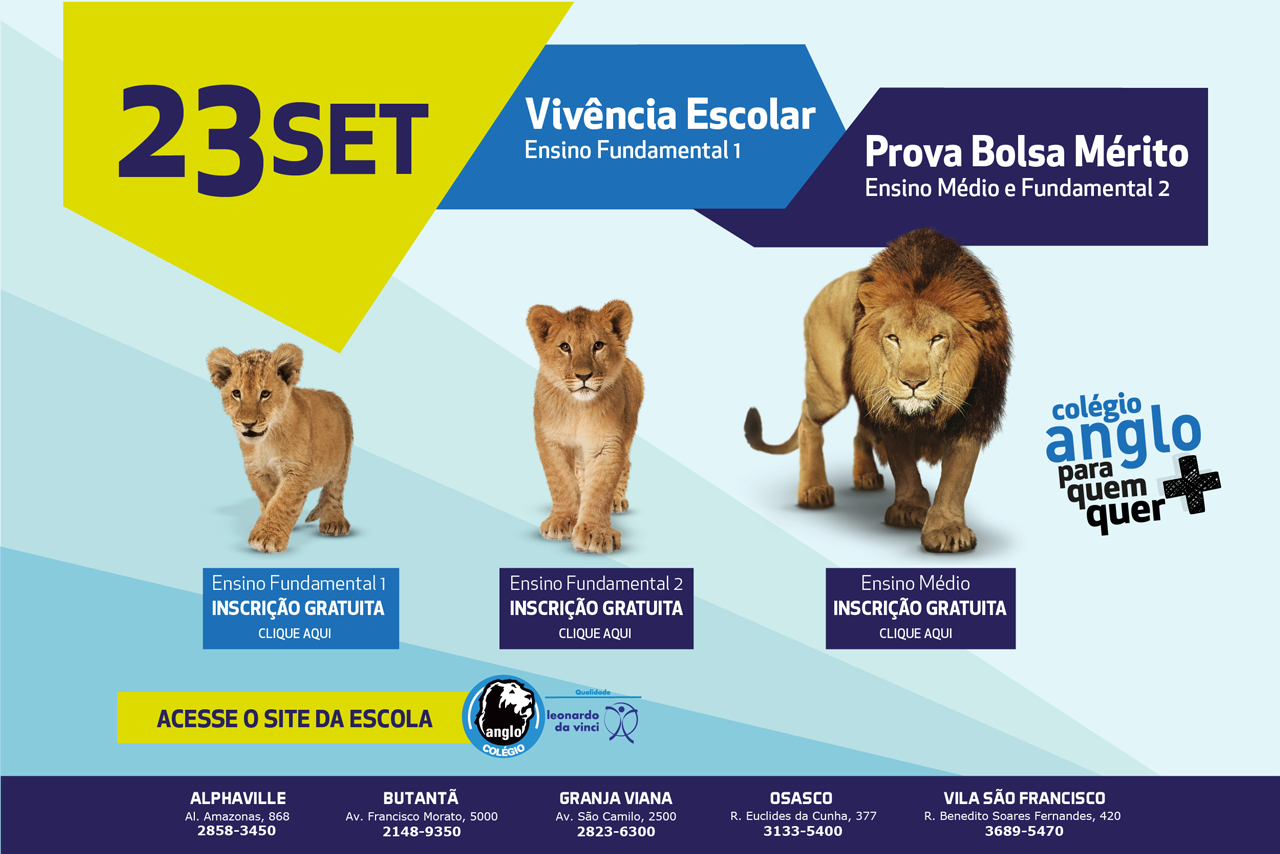 23SET
Vivência Escolar
Ensino Fundamental 1
Prova Bolsa Mérito
Ensino Médio e Fundamental 2
colégio
anglo
para
quem
quer +
Ensino Fundamental 1
INSCRIÇÃO GRATUITA
CLIQUE AQUI
Ensino Fundamental 2
INSCRIÇÃO GRATUITA
CLIQUE AQUI
Ensino Médio
INSCRIÇÃO GRATUITA
CLIQUE AQUI
ACESSE O SITE DA ESCOLA
anglo
COLÉGIO
Qualidade
leonardo
da vinci
ALPHAVILLE
Al. Amazonas, 868
2858-3450
BUTANTÃ
Av. Francisco Morato, 5000
2148-9350
GRANJA VIANA
Av. São Camilo, 2500
2823-6300
OSASCO
R. Euclides da Cunha, 377
3133-5400
VILA SÃO FRANCISCO
R. Benedito Soares Fernandes, 420
3689-5470